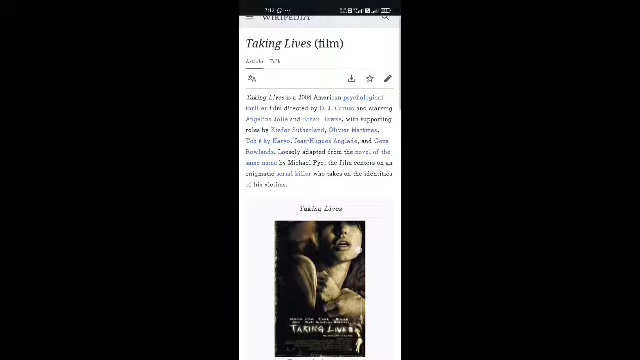 WIKIPEDIA
Taking Lives (film)
Article Talk
Taking Lives is a 2004 American psychological
thriller film directed by D. J. Caruso and starring
Angelina Jolie and Ethan Hawke, with supporting
roles by Kiefer Sutherland, Olivier Martinez,
Tchéky Karyo, Jean-Hugues Anglade, and Gena
Rowlands. Loosely adapted from the novel of the
same name by Michael Pye, the film centers on an
enigmatic serial killer who takes on the identities
of his victims.
Taking Lives
TAKING LIVES